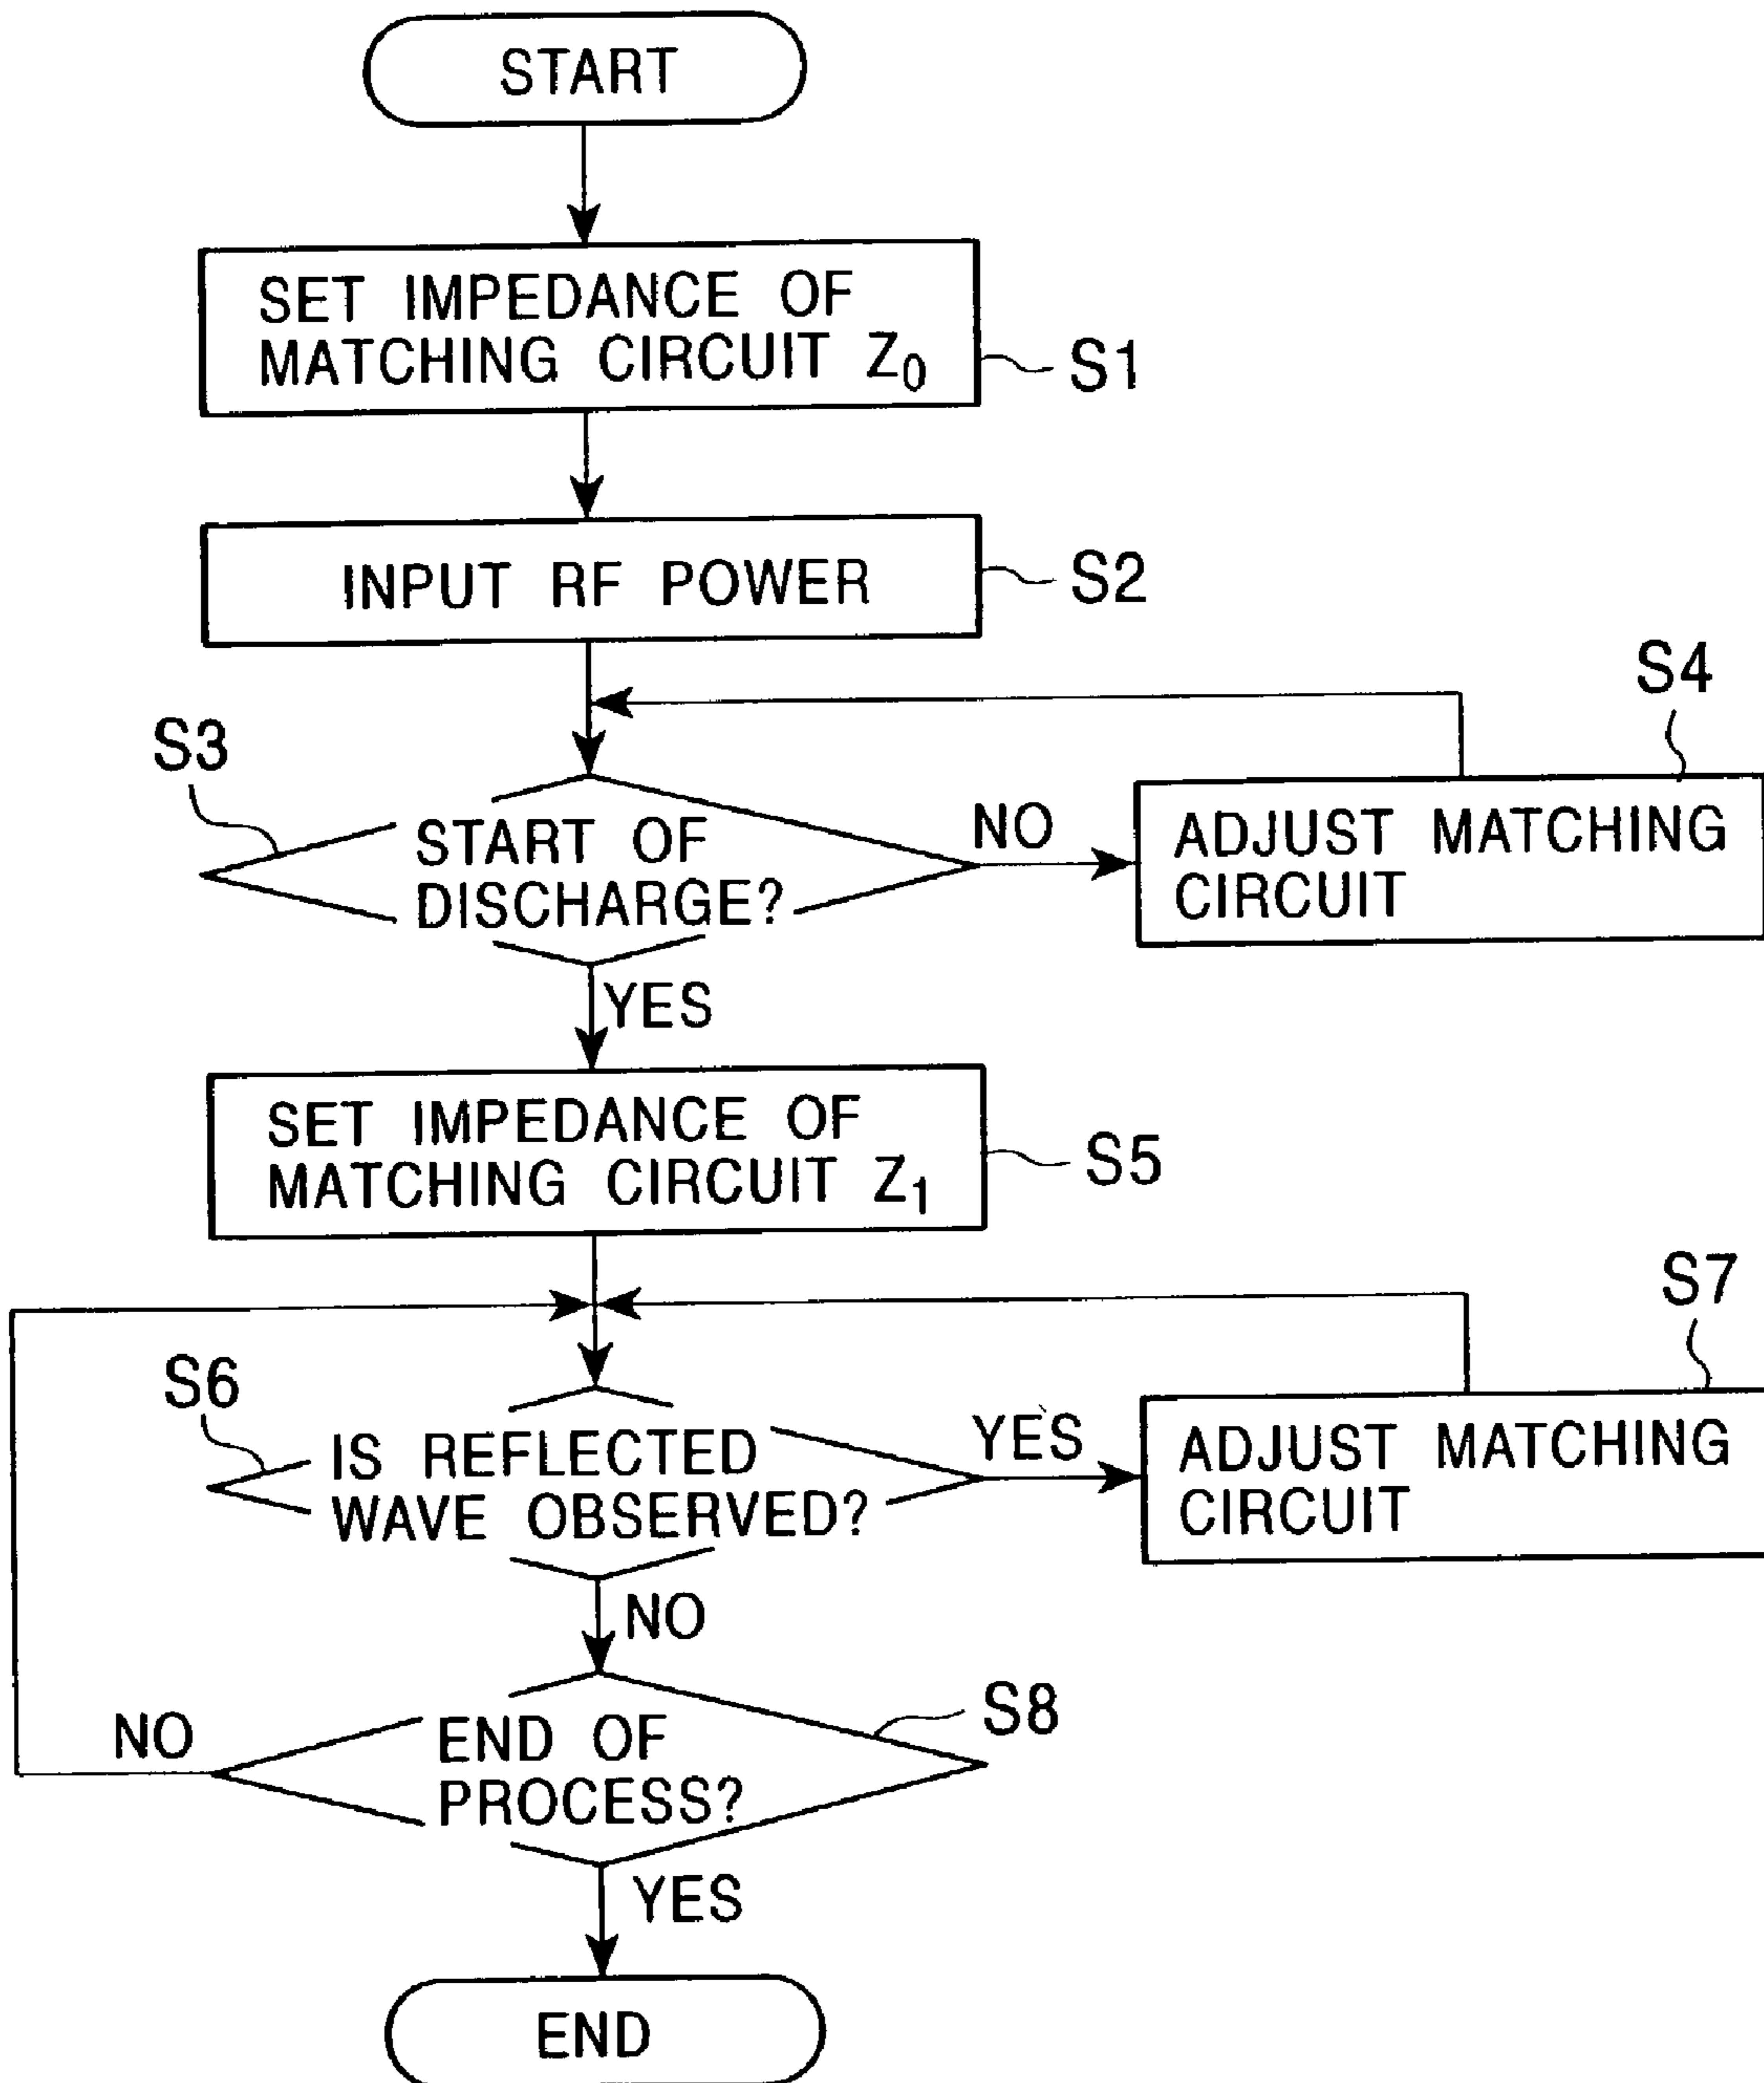 START
SET IMPEDANCE OF
MATCHING CIRCUIT Z₀
S1
INPUT RF POWER
S2
S3
START OF
DISCHARGE?
NO
S4
ADJUST MATCHING
CIRCUIT
YES
SET IMPEDANCE OF
MATCHING CIRCUIT Z₁
S5
S6
IS REFLECTED
WAVE OBSERVED?
YES
S7
ADJUST MATCHING
CIRCUIT
NO
END OF
PROCESS?
S8
NO
YES
END